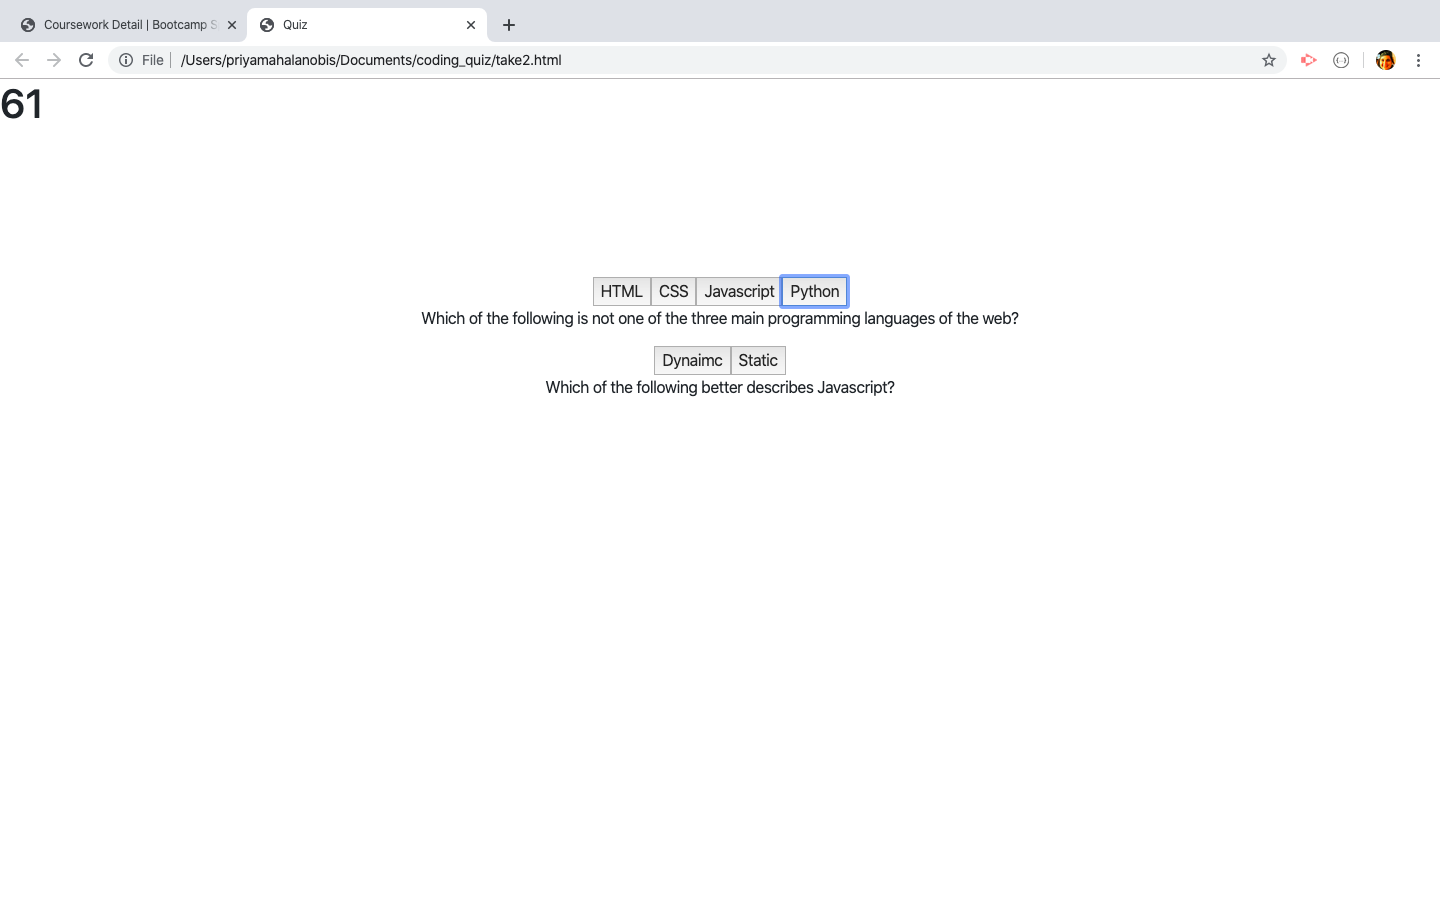 Coursework Detail | Bootcamp S
Quiz
File | /Users/priyamahalanobis/Documents/coding_quiz/take2.html
61
HTML CSS Javascript Python
Which of the following is not one of the three main programming languages of the web?
Dynaimc Static
Which of the following better describes Javascript?